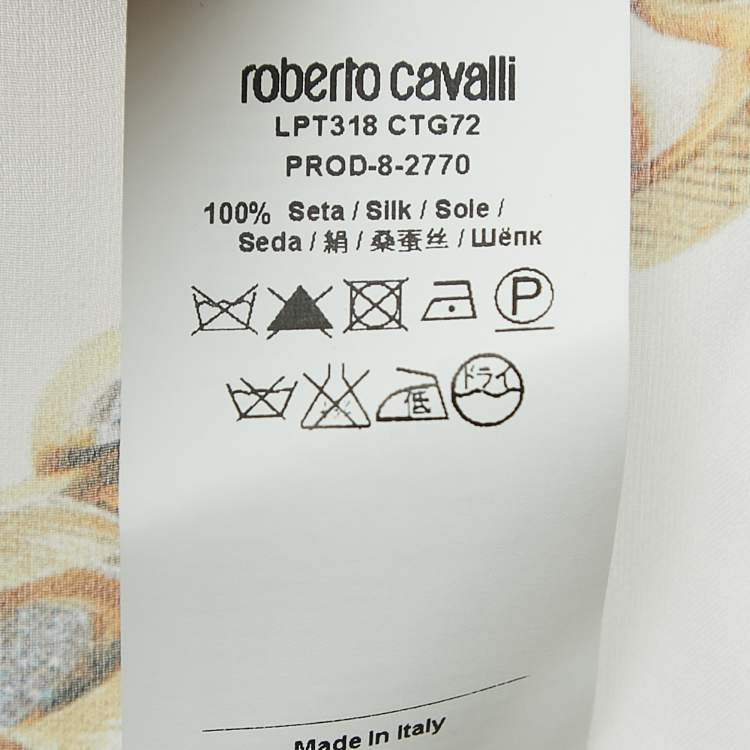 roberto cavalli
LPT318 CTG72
PROD-8-2770
100% Seta / Silk / Soie /
Seda / 絹 / 桑蚕丝 / Шёлк
P
低 ドライ
Made In Italy